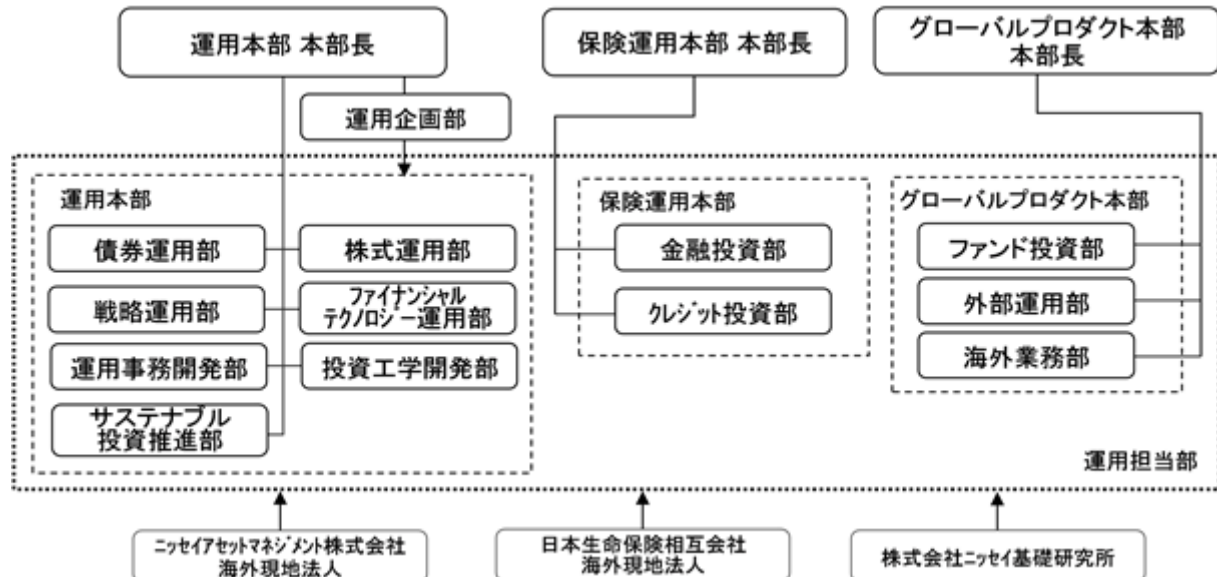 運用本部 本部長
保険運用本部 本部長
グローバルプロダクト本部
本部長
運用企画部
運用本部
債券運用部
株式運用部
戦略運用部
ファイナンシャル
テクノロジー運用部
運用事務開発部
投資工学開発部
サステナブル
投資推進部
保険運用本部
金融投資部
クレジット投資部
グローバルプロダクト本部
ファンド投資部
外部運用部
海外業務部
運用担当部
ニッセイアセットマネジメント株式会社
海外現地法人
日本生命保険相互会社
海外現地法人
株式会社ニッセイ基礎研究所